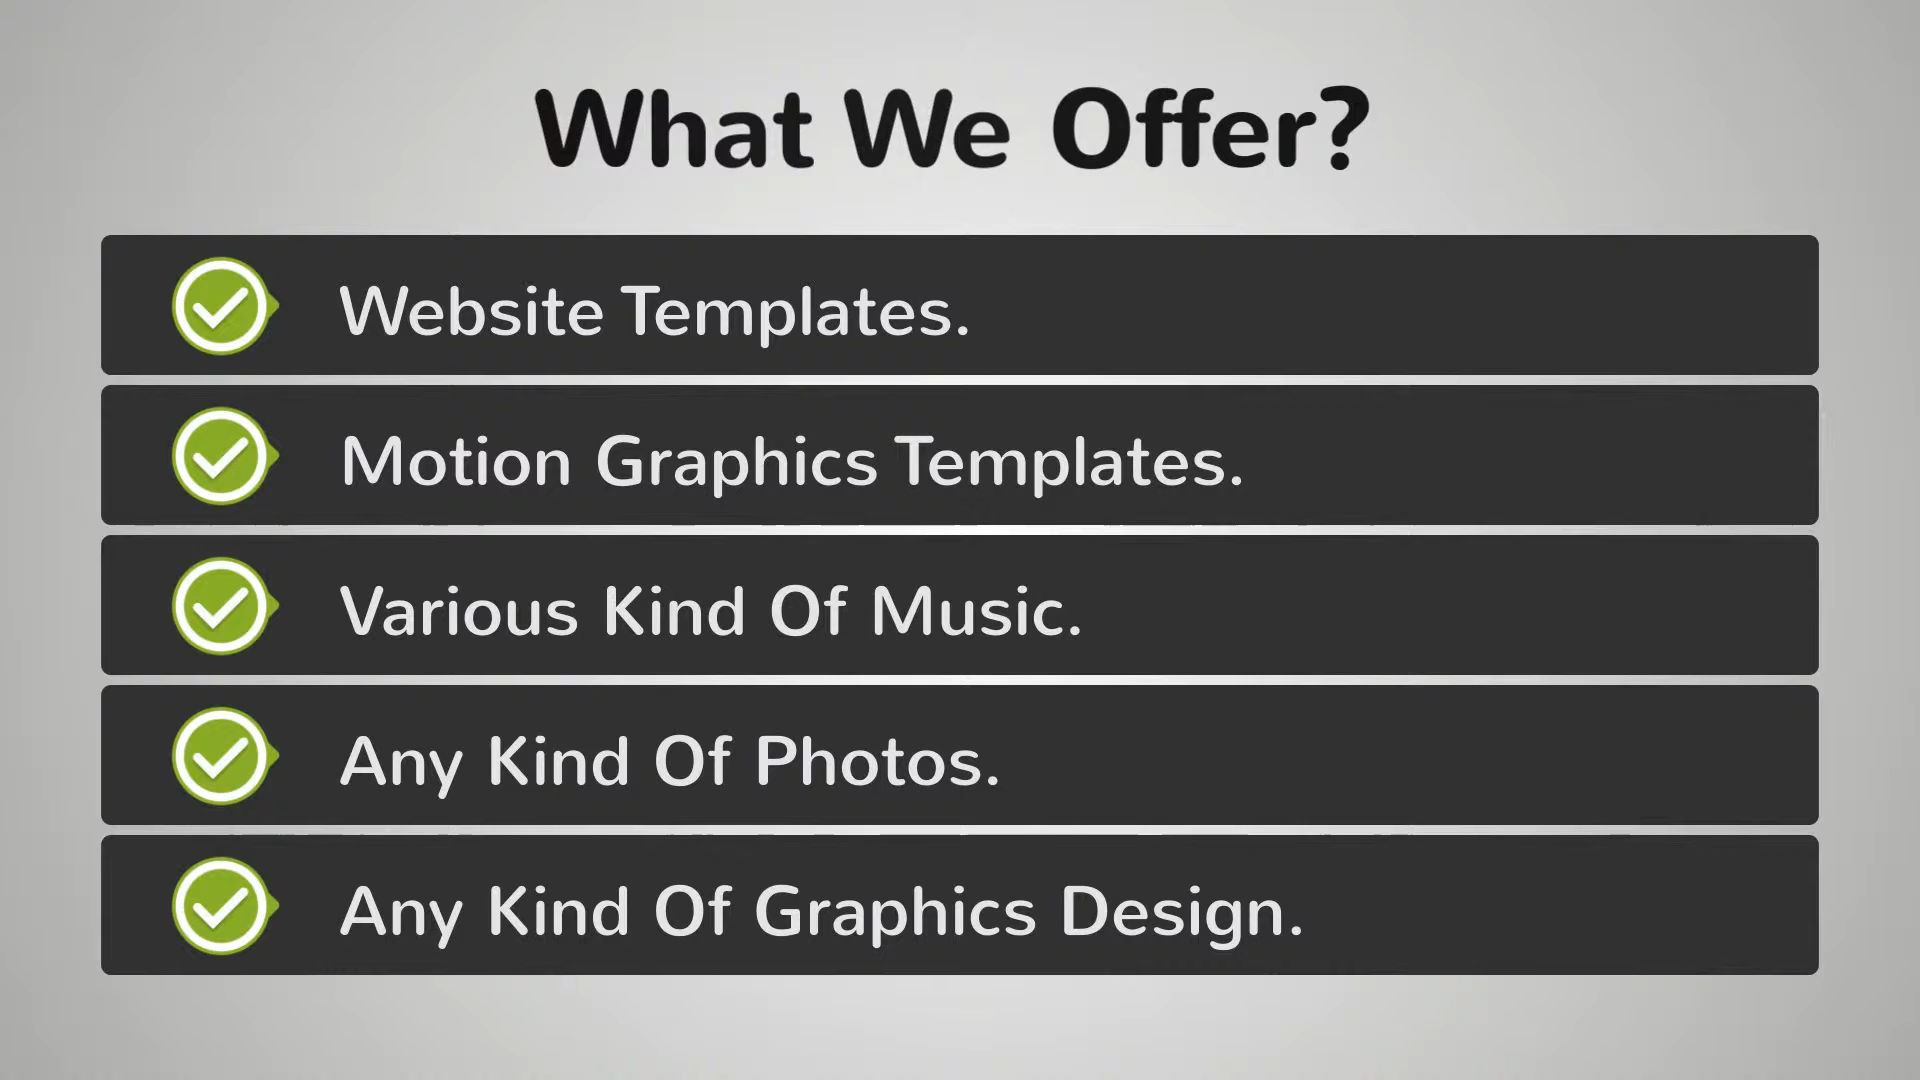 What We Offer?
Website Templates.
Motion Graphics Templates.
Various Kind Of Music.
Any Kind Of Photos.
Any Kind Of Graphics Design.